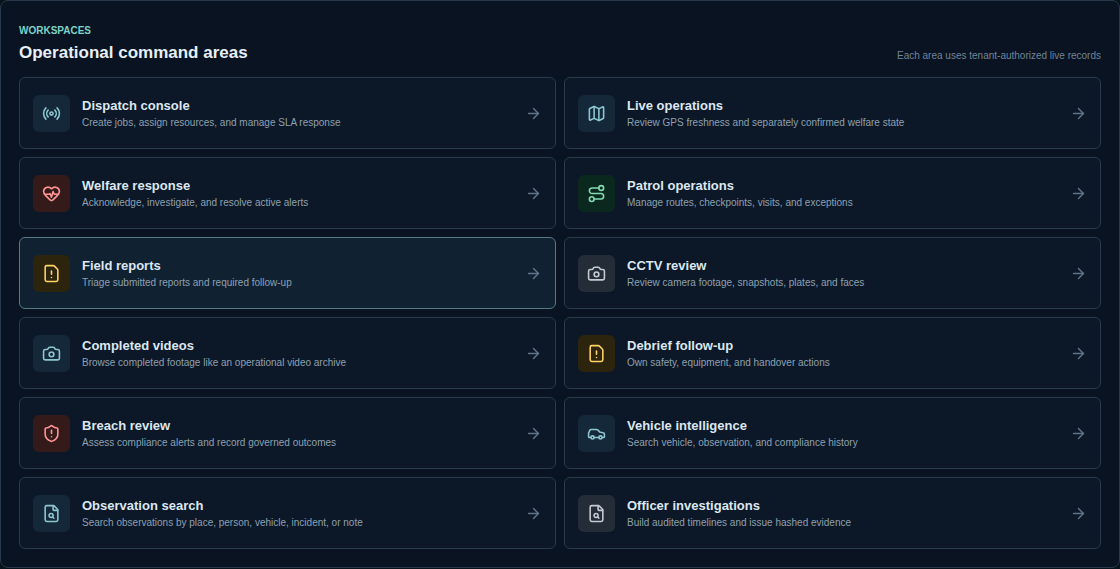 WORKSPACES
Operational command areas
Each area uses tenant-authorized live records
Dispatch console
Create jobs, assign resources, and manage SLA response
Live operations
Review GPS freshness and separately confirmed welfare state
Welfare response
Acknowledge, investigate, and resolve active alerts
Patrol operations
Manage routes, checkpoints, visits, and exceptions
Field reports
Triage submitted reports and required follow-up
CCTV review
Review camera footage, snapshots, plates, and faces
Completed videos
Browse completed footage like an operational video archive
Debrief follow-up
Own safety, equipment, and handover actions
Breach review
Assess compliance alerts and record governed outcomes
Vehicle intelligence
Search vehicle, observation, and compliance history
Observation search
Search observations by place, person, vehicle, incident, or note
Officer investigations
Build audited timelines and issue hashed evidence